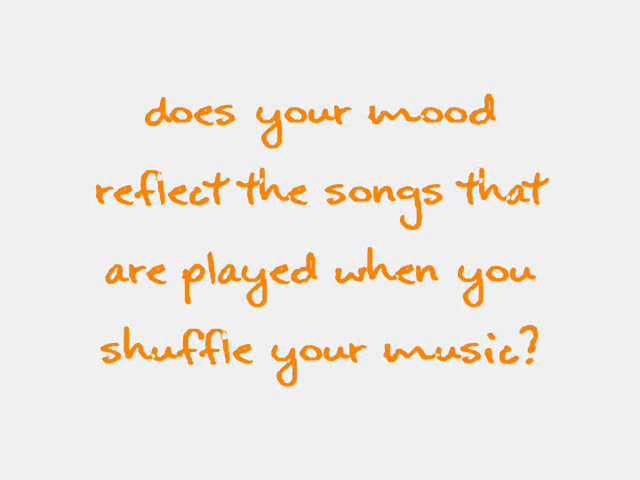 does your mood
reflect the songs that
are played when you
shuffle your music?